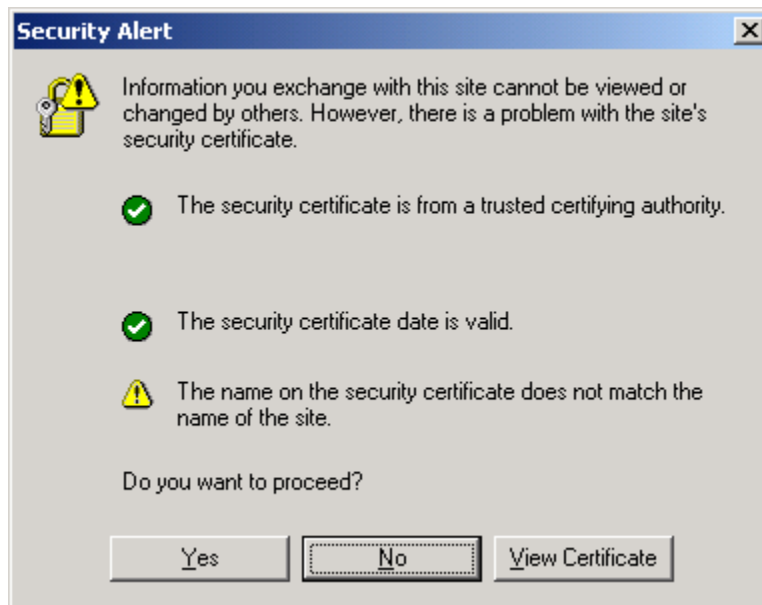 Security Alert
Information you exchange with this site cannot be viewed or
changed by others. However, there is a problem with the site's
security certificate.
The security certificate is from a trusted certifying authority.
The security certificate date is valid.
The name on the security certificate does not match the
name of the site.
Do you want to proceed?
Yes No View Certificate